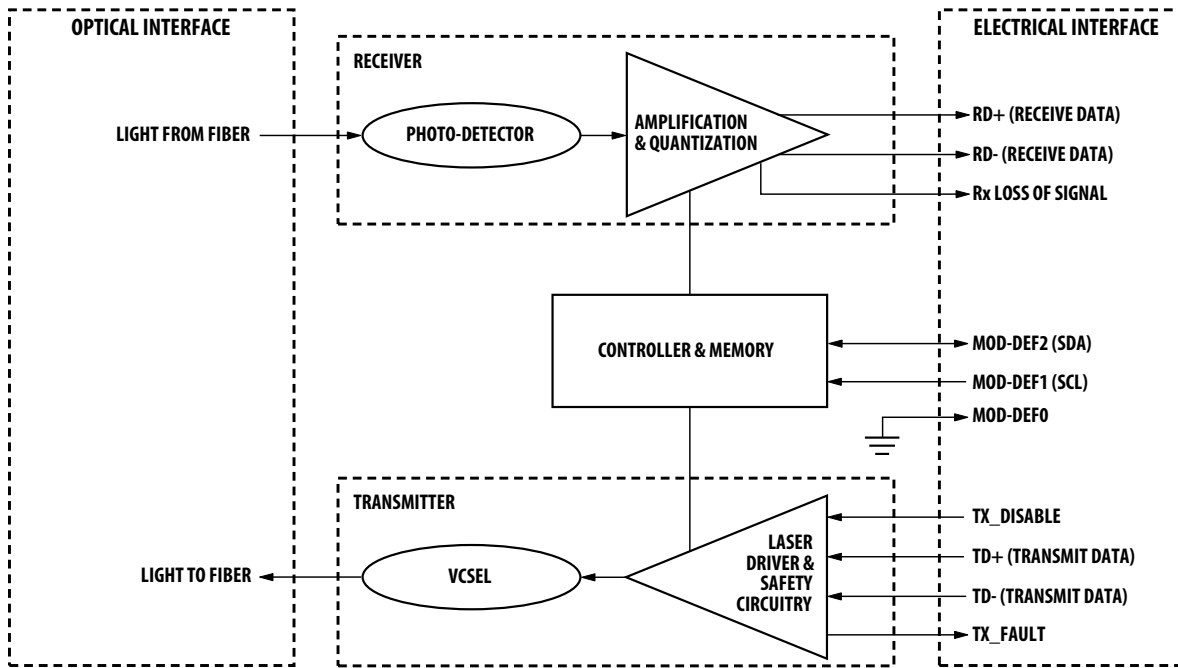 OPTICAL INTERFACE
ELECTRICAL INTERFACE
RECEIVER
LIGHT FROM FIBER
PHOTO-DETECTOR
AMPLIFICATION
& QUANTIZATION
RD+ (RECEIVE DATA)
RD- (RECEIVE DATA)
Rx LOSS OF SIGNAL
CONTROLLER & MEMORY
MOD-DEF2 (SDA)
MOD-DEF1 (SCL)
MOD-DEF0
TRANSMITTER
LIGHT TO FIBER
VCSEL
LASER
DRIVER &
SAFETY
CIRCUITRY
TX_DISABLE
TD+ (TRANSMIT DATA)
TD- (TRANSMIT DATA)
TX_FAULT